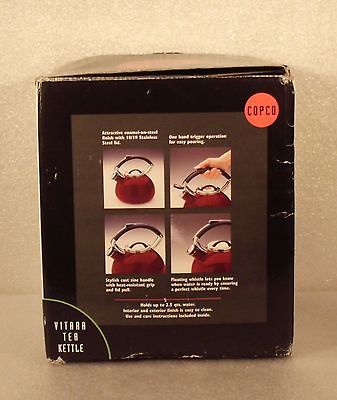 COPCO
Attractive enamel-on-steel
finish with 18/10 Stainless
Steel lid.
One hand trigger operation
for easy pouring.
Stylish cast zinc handle
with heat-resistant grip
and lid pull.
Floating whistle lets you know
when water is ready by ensuring
a perfect whistle every time.
Holds up to 2.5 qts. water.
Interior and exterior finish is easy to clean.
Use and care instructions included inside.
VITARA
TEA
KETTLE